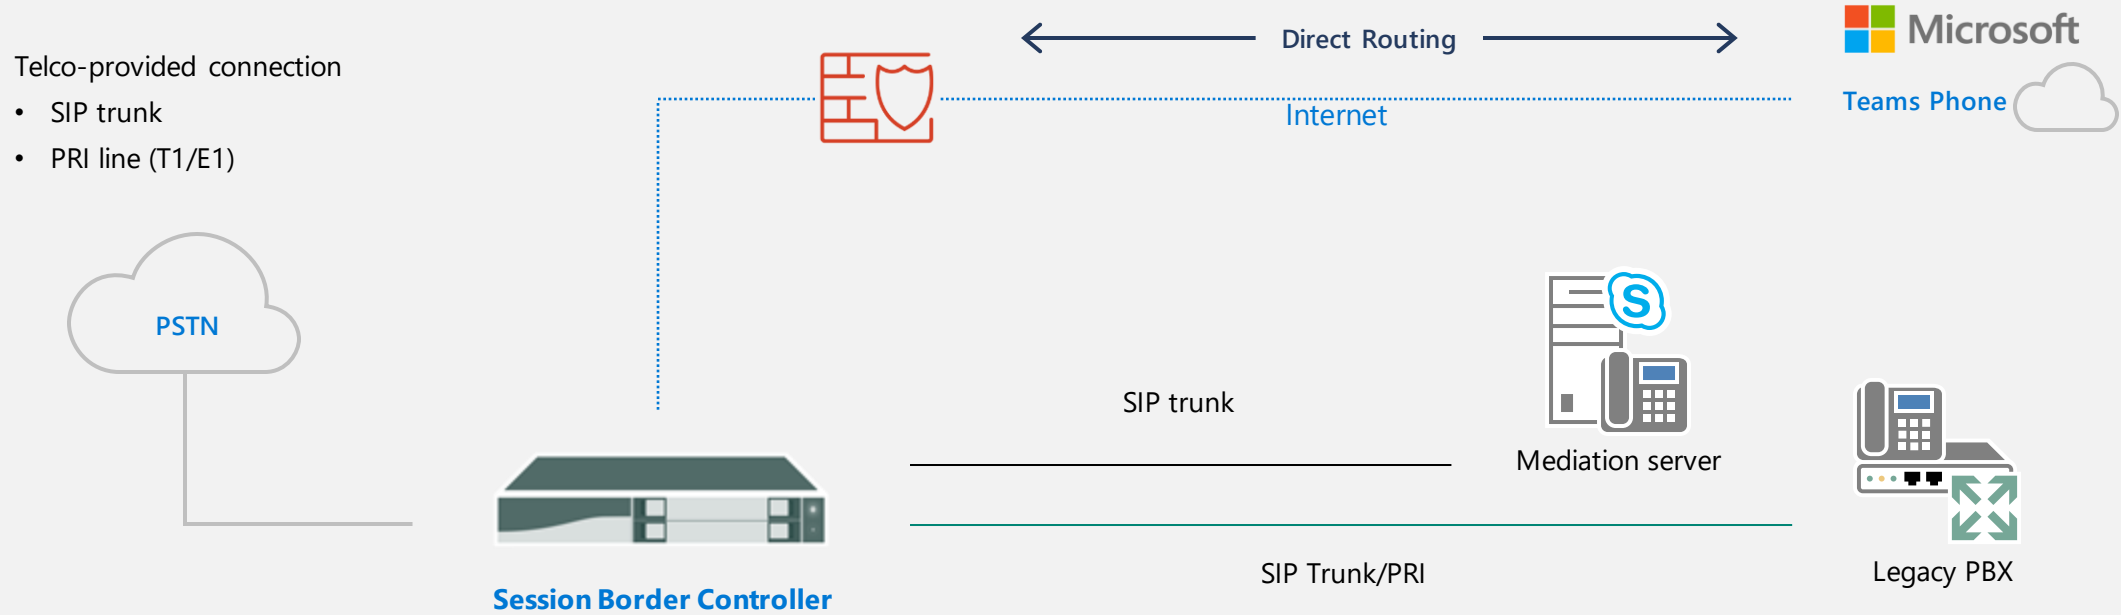 Telco-provided connection
• SIP trunk
• PRI line (T1/E1)
PSTN
Session Border Controller
Direct Routing
Internet
Microsoft
Teams Phone
SIP trunk
S
Mediation server
SIP Trunk/PRI
Legacy PBX